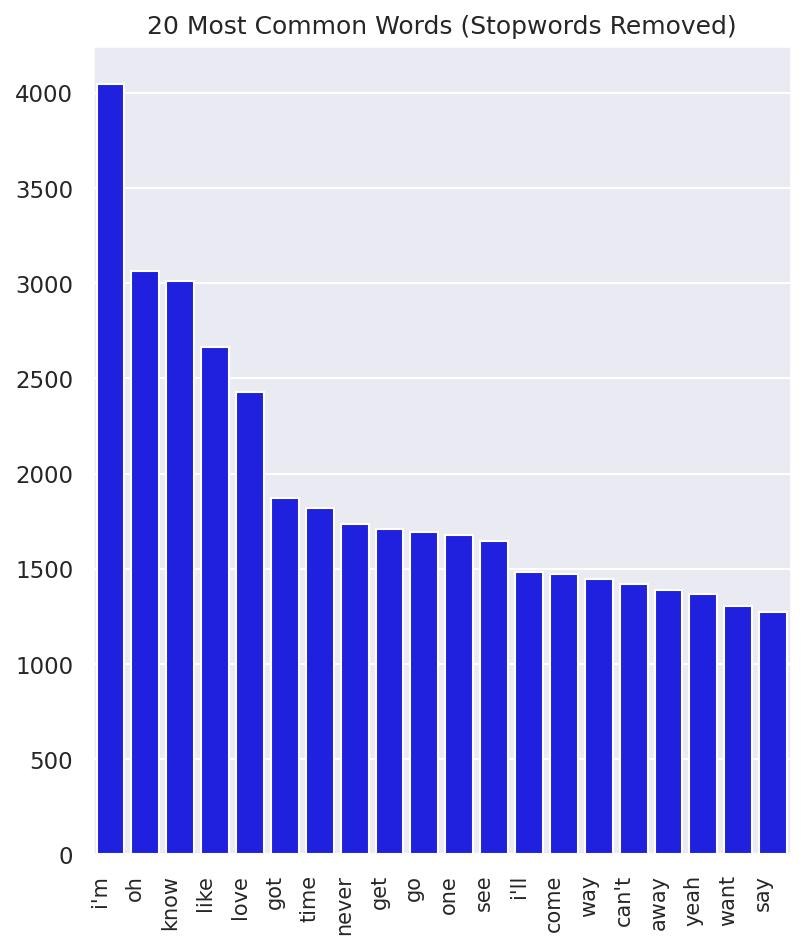 20 Most Common Words (Stopwords Removed)
4000
3500
3000
2500
2000
1500
1000
500
0
i'm
oh
know
like
love
got
time
never
get
go
one
see
i'll
come
way
can't
away
yeah
want
say